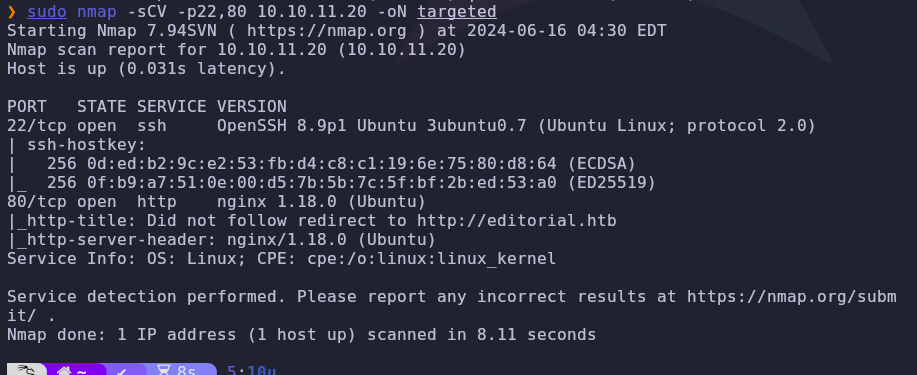 ❯ sudo nmap -sCV -p22,80 10.10.11.20 -oN targeted
Starting Nmap 7.94SVN ( https://nmap.org ) at 2024-06-16 04:30 EDT
Nmap scan report for 10.10.11.20 (10.10.11.20)
Host is up (0.031s latency).

PORT   STATE SERVICE VERSION
22/tcp open  ssh     OpenSSH 8.9p1 Ubuntu 3ubuntu0.7 (Ubuntu Linux; protocol 2.0)
| ssh-hostkey:
|   256 0d:ed:b2:9c:e2:53:fb:d4:c8:c1:19:6e:75:80:d8:64 (ECDSA)
|_  256 0f:b9:a7:51:0e:00:d5:7b:5b:7c:5f:bf:2b:ed:53:a0 (ED25519)
80/tcp open  http    nginx 1.18.0 (Ubuntu)
|_http-title: Did not follow redirect to http://editorial.htb
|_http-server-header: nginx/1.18.0 (Ubuntu)
Service Info: OS: Linux; CPE: cpe:/o:linux:linux_kernel

Service detection performed. Please report any incorrect results at https://nmap.org/subm
it/ .
Nmap done: 1 IP address (1 host up) scanned in 8.11 seconds

~ ✔ 8s